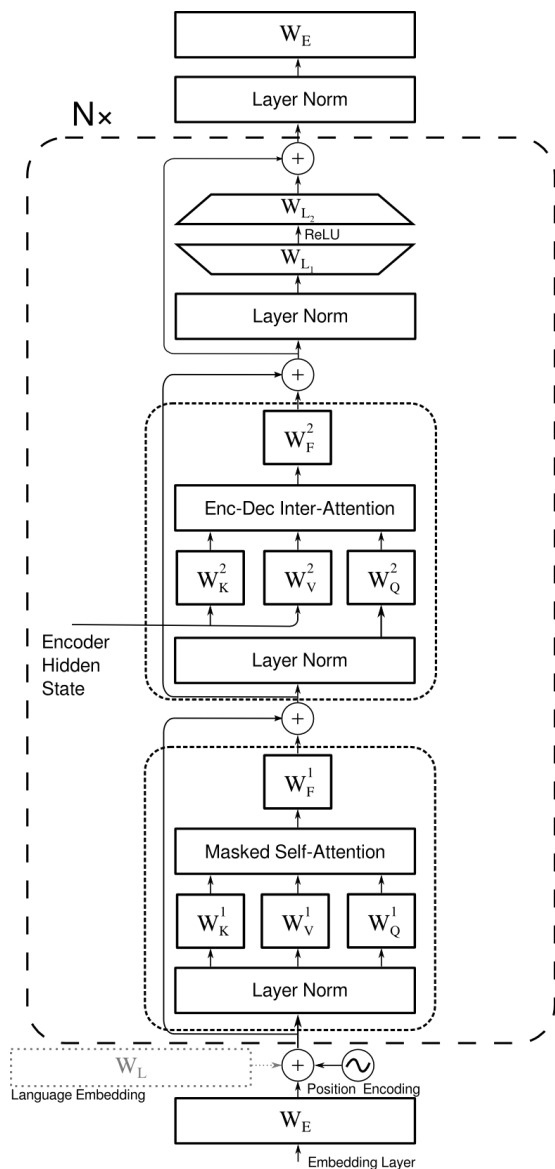 W_E
Layer Norm
N×
+
W_L₂
ReLU
W_L₁
Layer Norm
+
W_F^2
Enc-Dec Inter-Attention
W_K^2 W_V^2 W_Q^2
Encoder
Hidden
State
Layer Norm
+
W_F^1
Masked Self-Attention
W_K^1 W_V^1 W_Q^1
Layer Norm
W_L
+
Language Embedding
Position Encoding
W_E
Embedding Layer